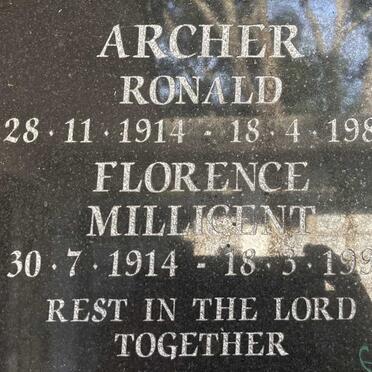 ARCHER
RONALD
28 · 11 · 1914 - 18 · 4 · 198
FLORENCE
MILLICENT
30 · 7 · 1914 - 18 · 3 · 199
REST IN THE LORD
TOGETHER